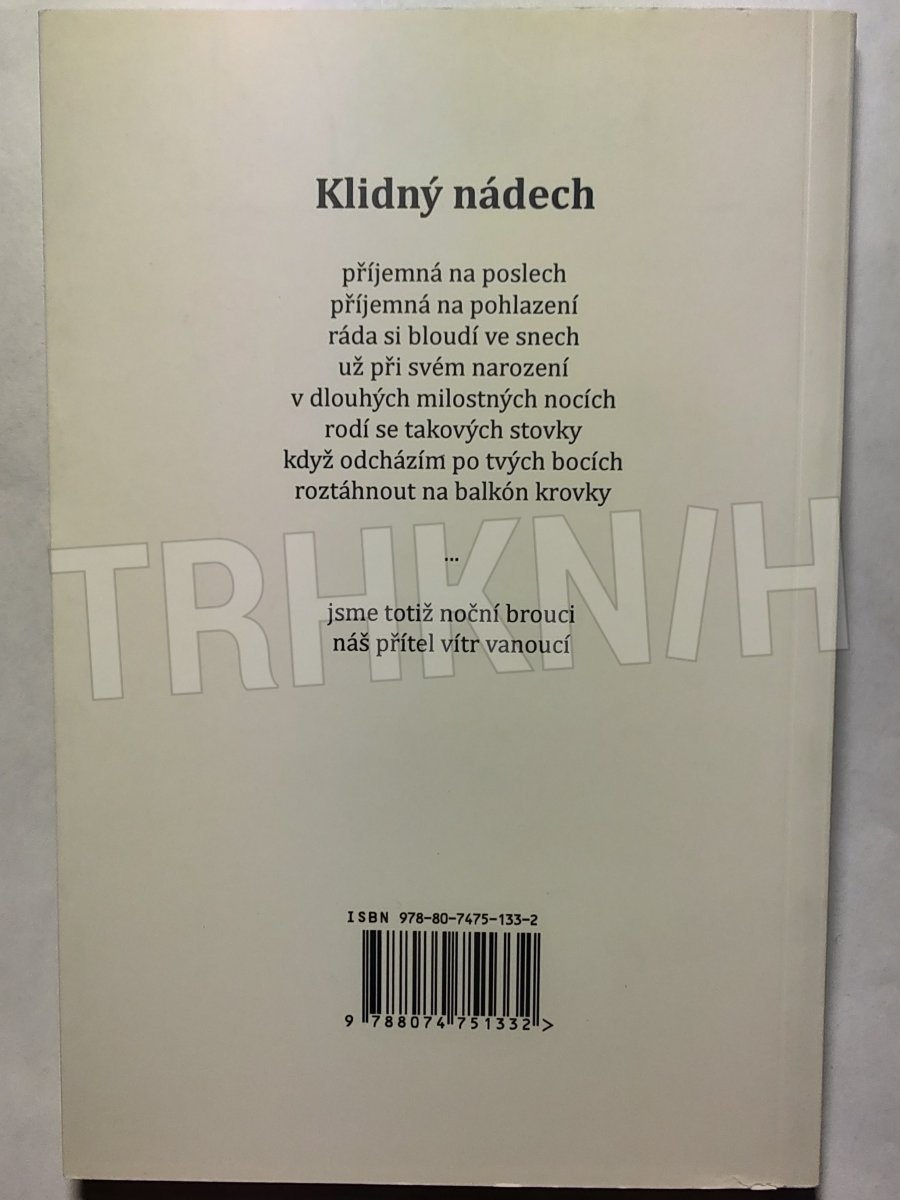 Klidný nádech
příjemná na poslech
příjemná na pohlazení
ráda si bloudí ve snech
už při svém narození
v dlouhých milostných nocích
rodí se takových stovky
když odcházím po tvých bocích
roztáhnout na balkón krovky
...
jsme totiž noční brouci
náš přítel vítr vanoucí
TRHKNIH
ISBN 978-80-7475-133-2
9 788074 751332 >